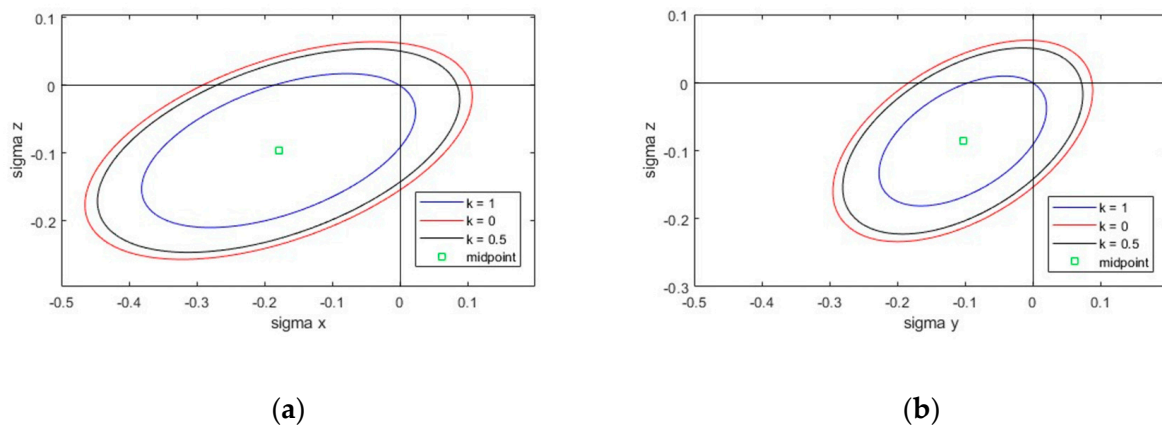 0.1
0
-0.1
-0.2
sigma z
-0.5 -0.4 -0.3 -0.2 -0.1 0 0.1
sigma x
k = 1
k = 0
k = 0.5
midpoint
(a)
0.1
0
-0.1
-0.2
-0.3
sigma z
-0.5 -0.4 -0.3 -0.2 -0.1 0 0.1
sigma y
k = 1
k = 0
k = 0.5
midpoint
(b)